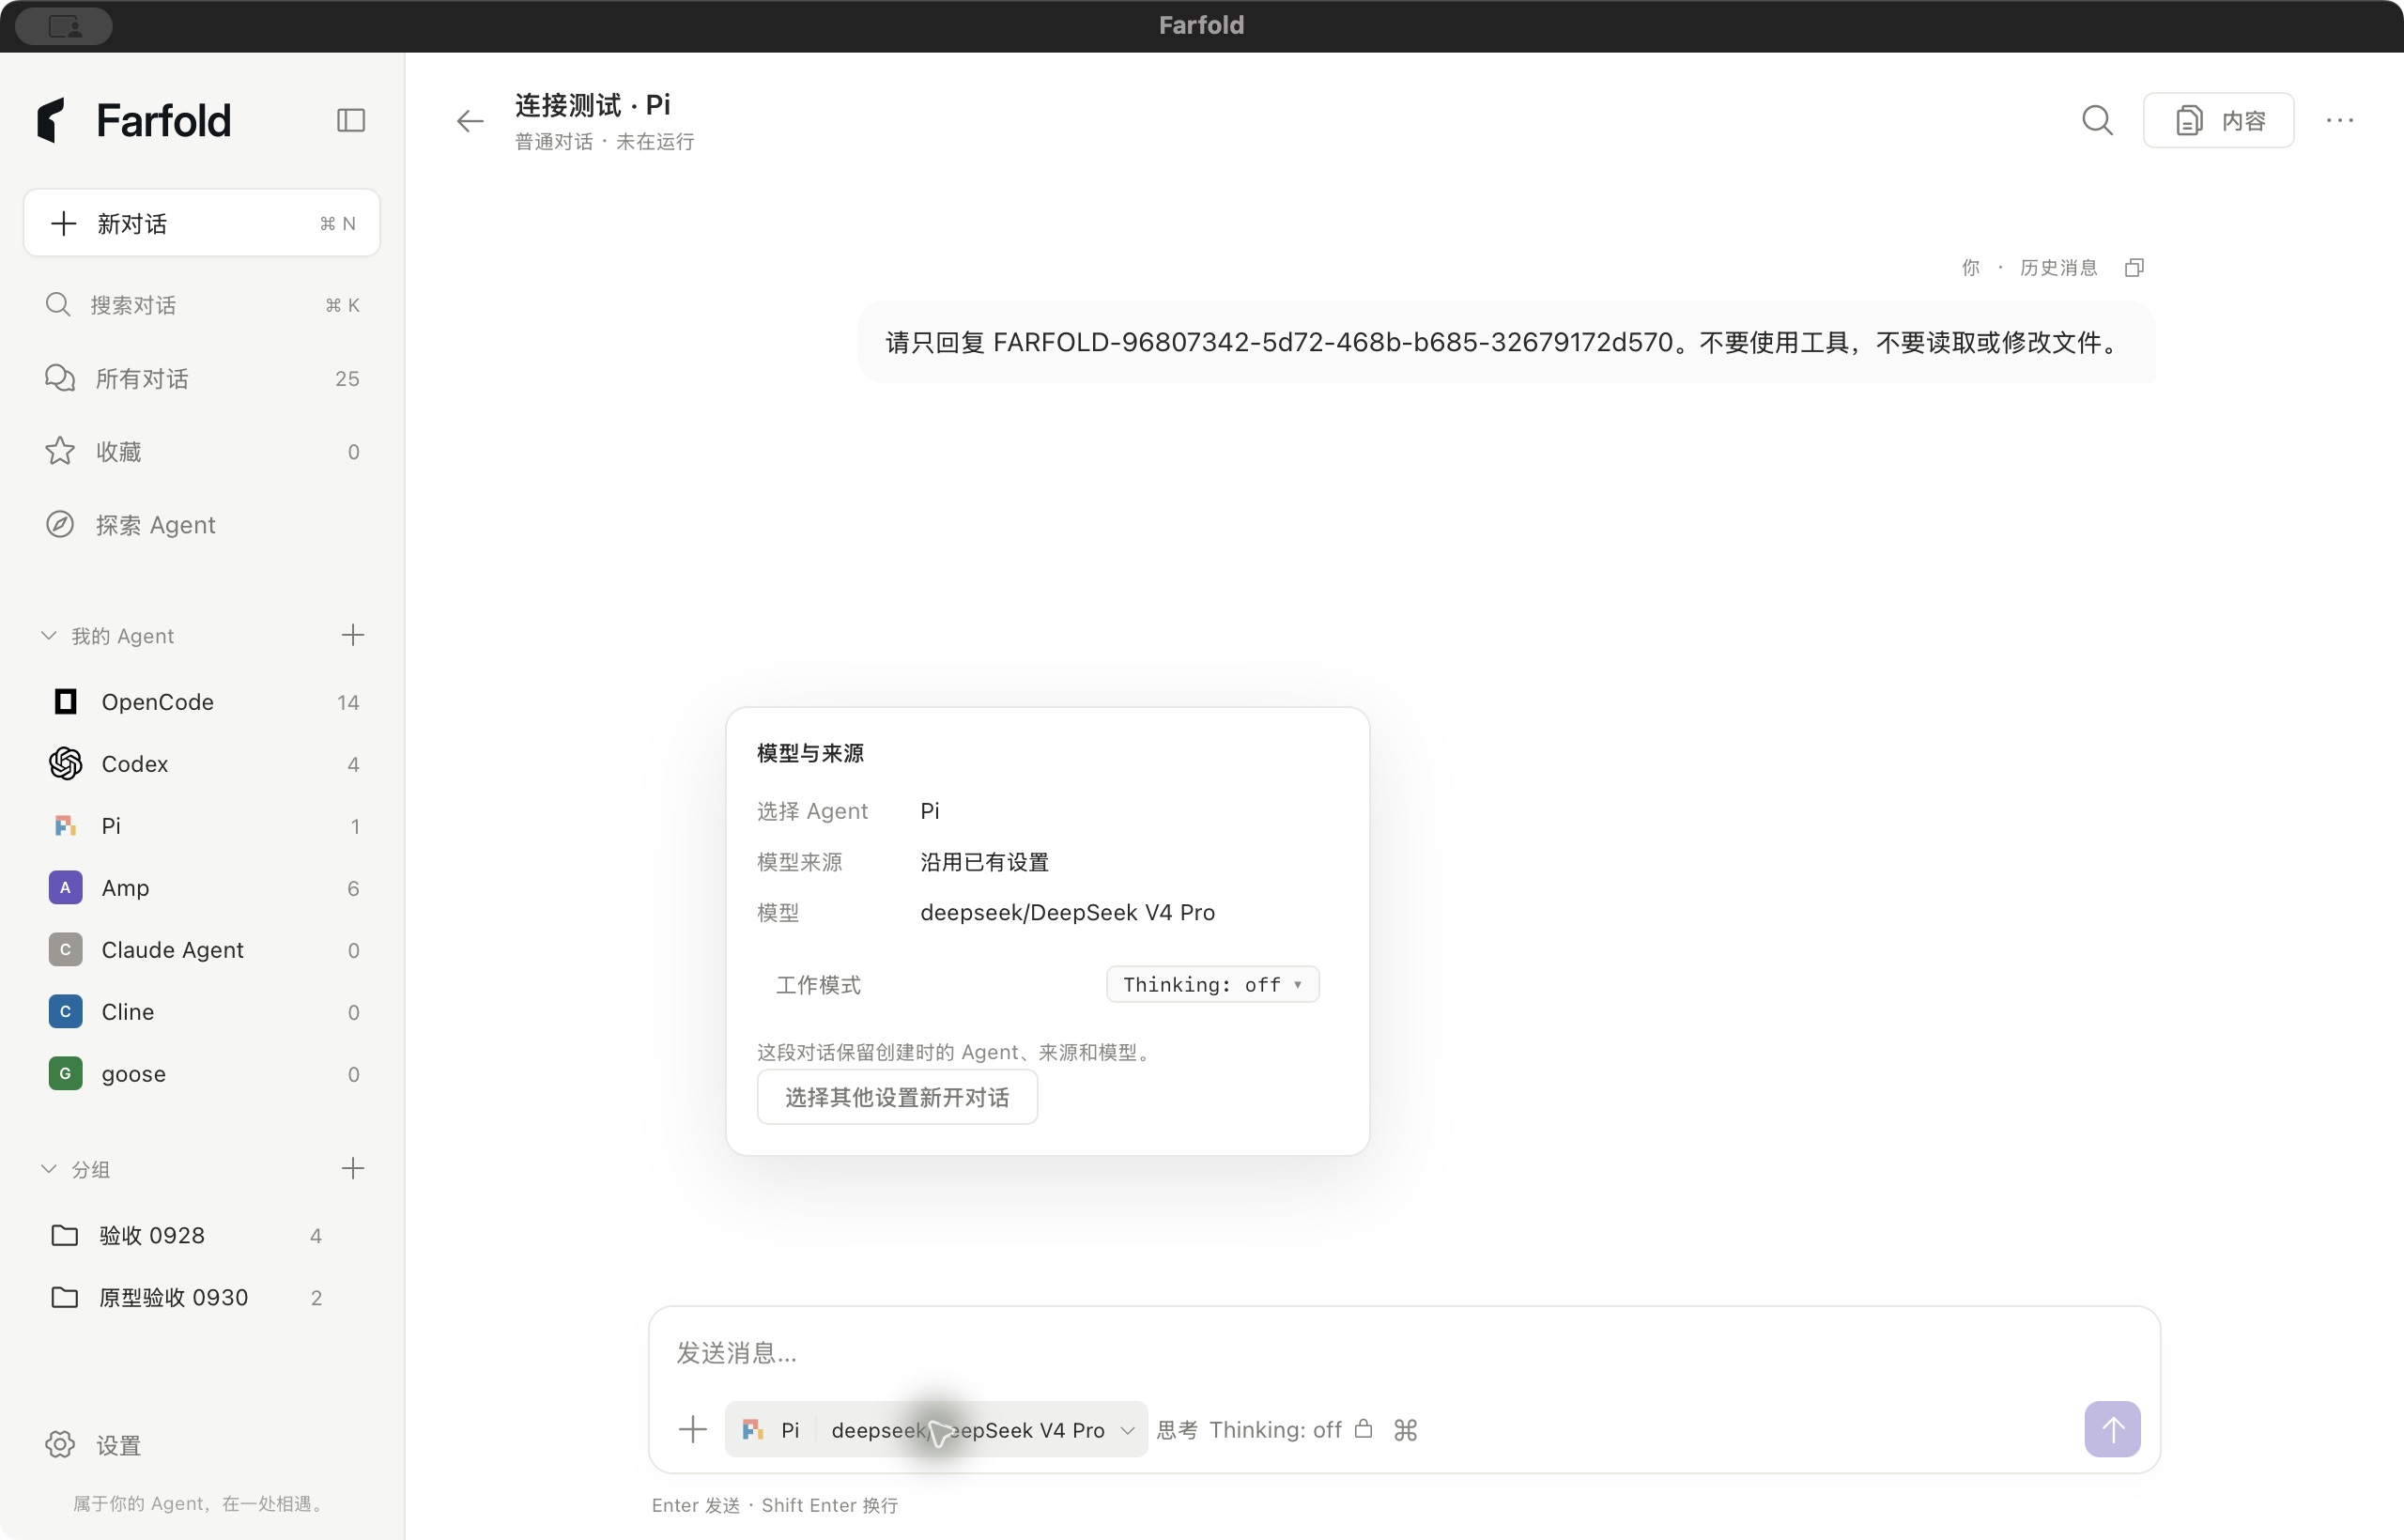 Farfold
Farfold
新对话 ⌘ N
搜索对话 ⌘ K
所有对话 25
收藏 0
探索 Agent
我的 Agent
OpenCode 14
Codex 4
Pi 1
A Amp 6
C Claude Agent 0
C Cline 0
G goose 0
分组
验收 0928 4
原型验收 0930 2
设置
属于你的 Agent，在一处相遇。
连接测试 · Pi
普通对话 · 未在运行
内容
你 · 历史消息
请只回复 FARFOLD-96807342-5d72-468b-b685-32679172d570。不要使用工具，不要读取或修改文件。
模型与来源
选择 Agent Pi
模型来源 沿用已有设置
模型 deepseek/DeepSeek V4 Pro
工作模式 Thinking: off
这段对话保留创建时的 Agent、来源和模型。
选择其他设置新开对话
发送消息...
Pi deepseek/DeepSeek V4 Pro 思考 Thinking: off ⌘
Enter 发送 · Shift Enter 换行